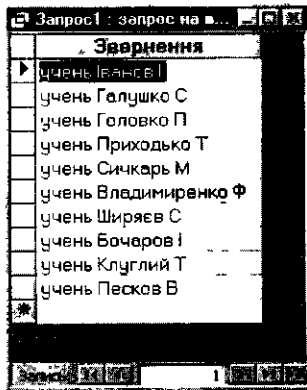 Запрос1 : запрос на в...
Звернення
учень Іванов І
учень Галушко С
учень Головко П
учень Приходько Т
учень Сичкарь М
учень Владимиренко Ф
учень Ширяєв С
учень Бочаров І
учень Клуглий Т
учень Песков В
1